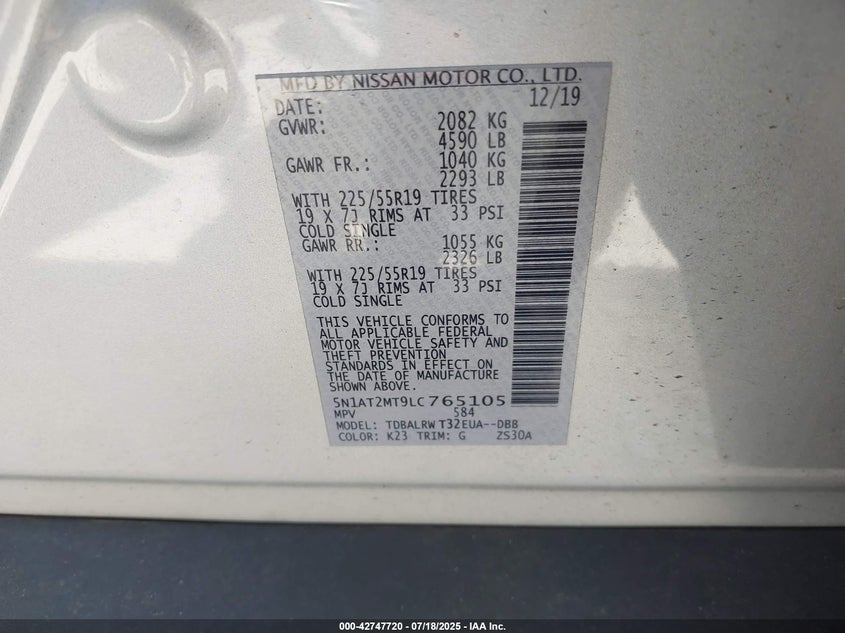 MFD BY NISSAN MOTOR CO., LTD.
DATE: 12/19
GVWR: 2082 KG
4590 LB
GAWR FR.: 1040 KG
2293 LB
WITH 225/55R19 TIRES
19 X 7J RIMS AT 33 PSI
COLD SINGLE
GAWR RR.: 1055 KG
2326 LB
WITH 225/55R19 TIRES
19 X 7J RIMS AT 33 PSI
COLD SINGLE
THIS VEHICLE CONFORMS TO
ALL APPLICABLE FEDERAL
MOTOR VEHICLE SAFETY AND
THEFT PREVENTION
STANDARDS IN EFFECT ON
THE DATE OF MANUFACTURE
SHOWN ABOVE
5N1AT2MT9LC765105
MPV 584
MODEL: TDBALRWT32EUA--DBB
COLOR: K23 TRIM: G ZS30A
000-42747720 - 07/18/2025 - IAA Inc.